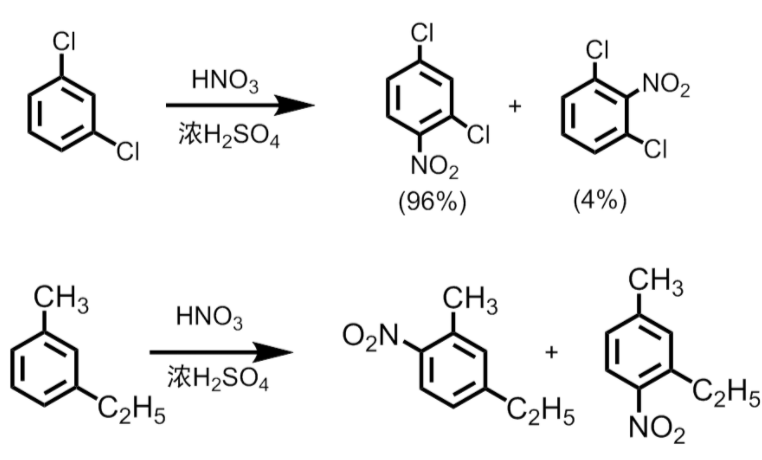 Cl
Cl
HNO3
浓H2SO4
Cl
Cl
NO2
(96%)
+
Cl
NO2
Cl
(4%)
CH3
C2H5
HNO3
浓H2SO4
O2N
CH3
C2H5
+
CH3
C2H5
NO2